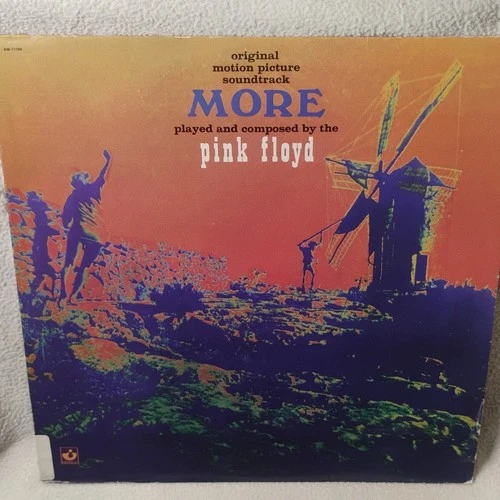 original
motion picture
soundtrack
MORE
played and composed by the
pink floyd